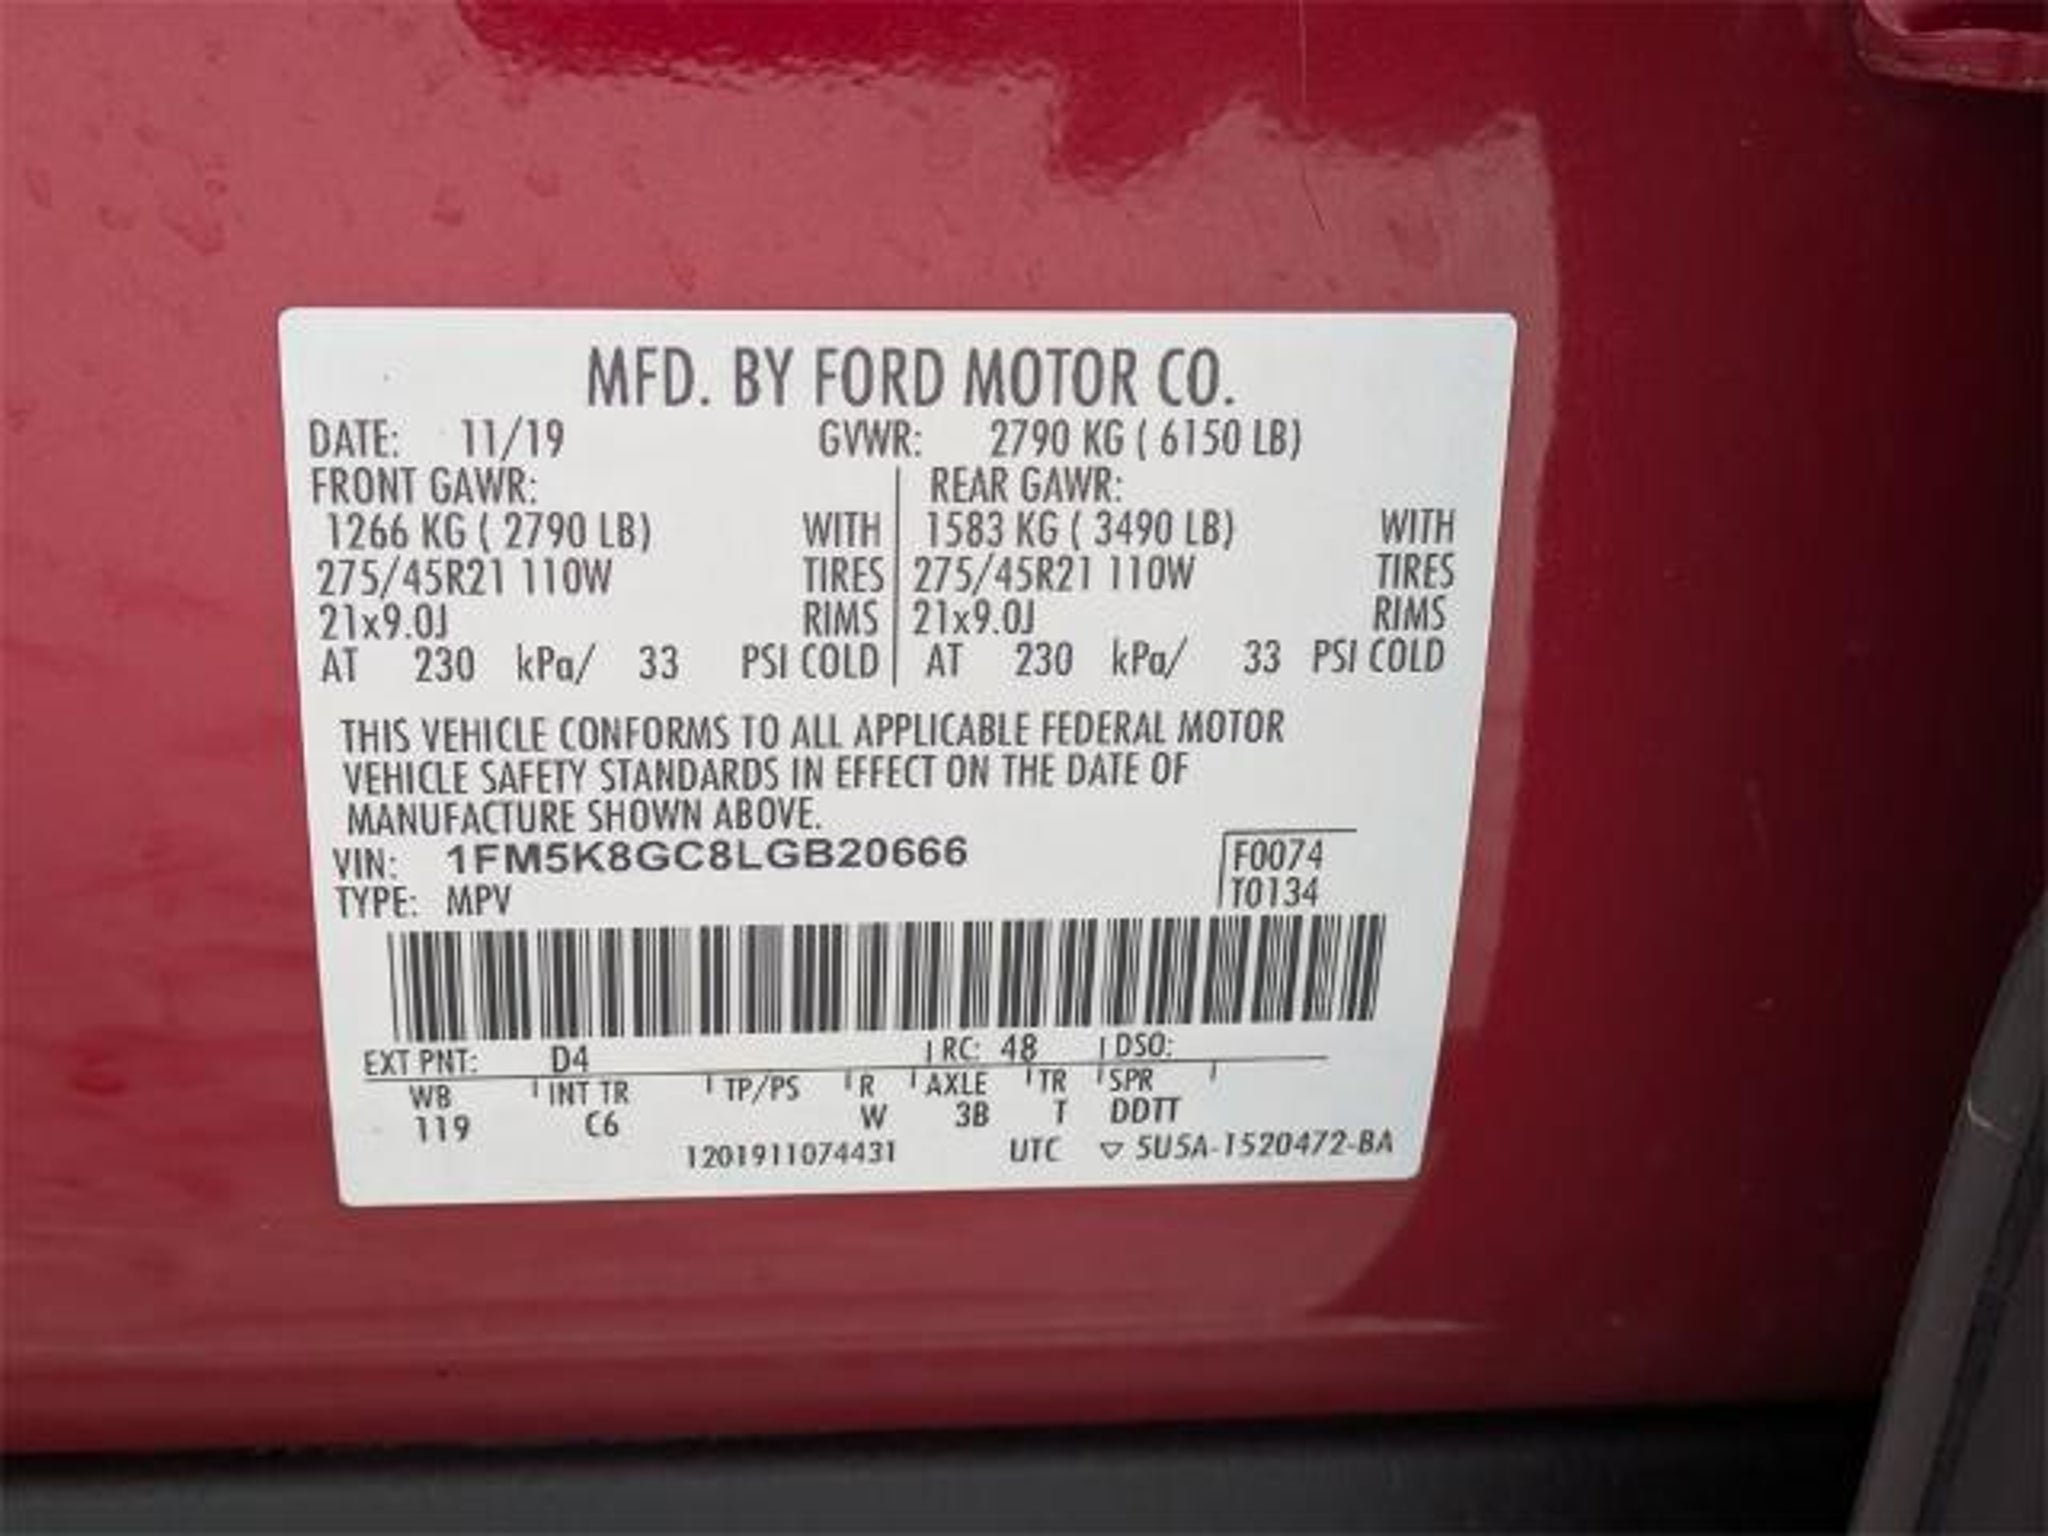 MFD. BY FORD MOTOR CO.
DATE: 11/19 GVWR: 2790 KG ( 6150 LB)
FRONT GAWR: REAR GAWR:
1266 KG ( 2790 LB) WITH 1583 KG ( 3490 LB) WITH
275/45R21 110W TIRES 275/45R21 110W TIRES
21x9.0J RIMS 21x9.0J RIMS
AT 230 kPa/ 33 PSI COLD AT 230 kPa/ 33 PSI COLD
THIS VEHICLE CONFORMS TO ALL APPLICABLE FEDERAL MOTOR
VEHICLE SAFETY STANDARDS IN EFFECT ON THE DATE OF
MANUFACTURE SHOWN ABOVE.
VIN: 1FM5K8GC8LGB20666 F0074
TYPE: MPV T0134
EXT PNT: D4 RC: 48 DSO:
WB INT TR TP/PS R AXLE TR SPR
119 C6 W 3B T DDTT
1201911074431 UTC ▽ 5U5A-1520472-BA